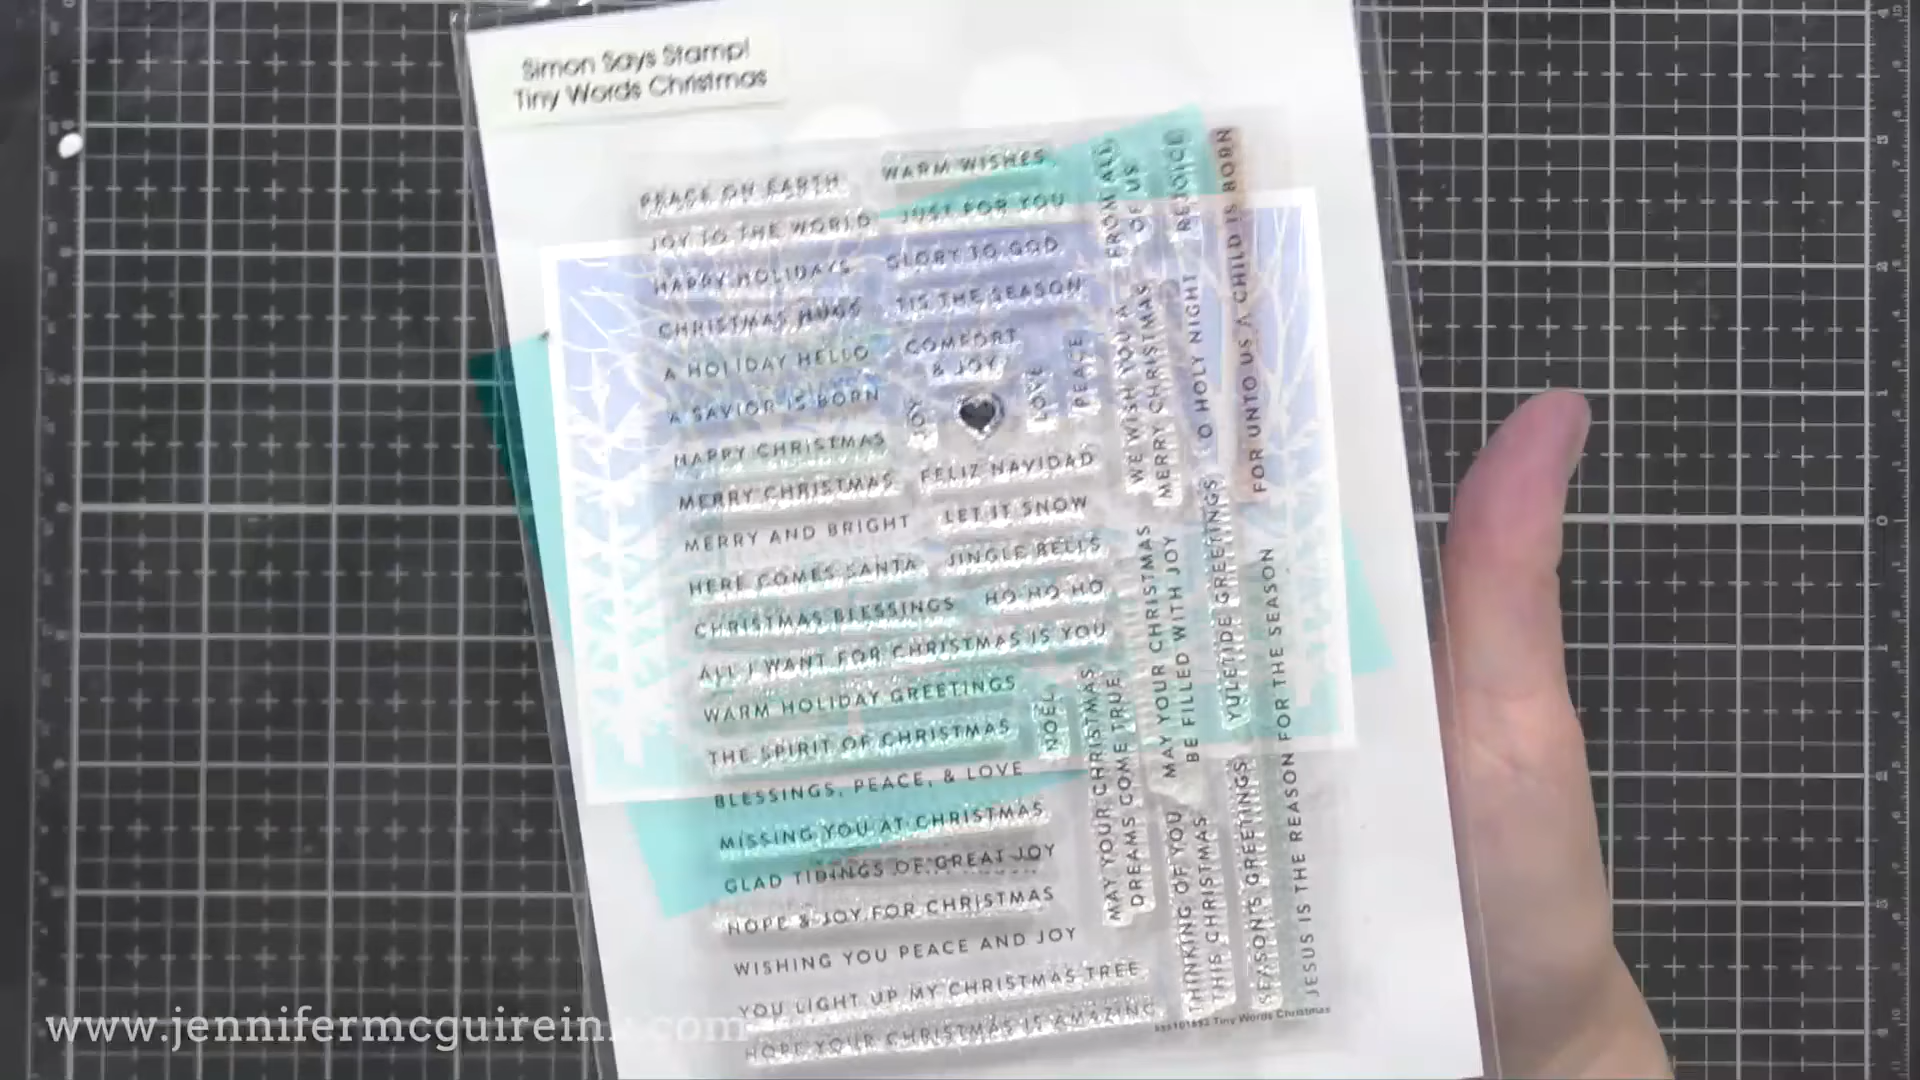 Simon Says Stamp!
Tiny Words Christmas
PEACE ON EARTH
WARM WISHES
JOY TO THE WORLD
JUST FOR YOU
HAPPY HOLIDAYS
GLORY TO GOD
CHRISTMAS HUGS
'TIS THE SEASON
A HOLIDAY HELLO
COMFORT
& JOY
A SAVIOR IS BORN
JOY
LOVE
PEACE
HAPPY CHRISTMAS
FELIZ NAVIDAD
MERRY CHRISTMAS
LET IT SNOW
MERRY AND BRIGHT
JINGLE BELLS
HERE COMES SANTA
HO HO HO
CHRISTMAS BLESSINGS
ALL I WANT FOR CHRISTMAS IS YOU
WARM HOLIDAY GREETINGS
NOEL
THE SPIRIT OF CHRISTMAS
BLESSINGS, PEACE, & LOVE
MISSING YOU AT CHRISTMAS
GLAD TIDINGS OF GREAT JOY
HOPE & JOY FOR CHRISTMAS
WISHING YOU PEACE AND JOY
YOU LIGHT UP MY CHRISTMAS TREE
HOPE YOUR CHRISTMAS IS AMAZING
FROM ALL
OF US
REJOICE
FOR UNTO US A CHILD IS BORN
WE WISH YOU A
MERRY CHRISTMAS
O HOLY NIGHT
MAY YOUR CHRISTMAS
BE FILLED WITH JOY
YULETIDE GREETINGS
JESUS IS THE REASON FOR THE SEASON
MAY YOUR CHRISTMAS
DREAMS COME TRUE
THINKING OF YOU
THIS CHRISTMAS
SEASON'S GREETINGS
Tiny Words Christmas